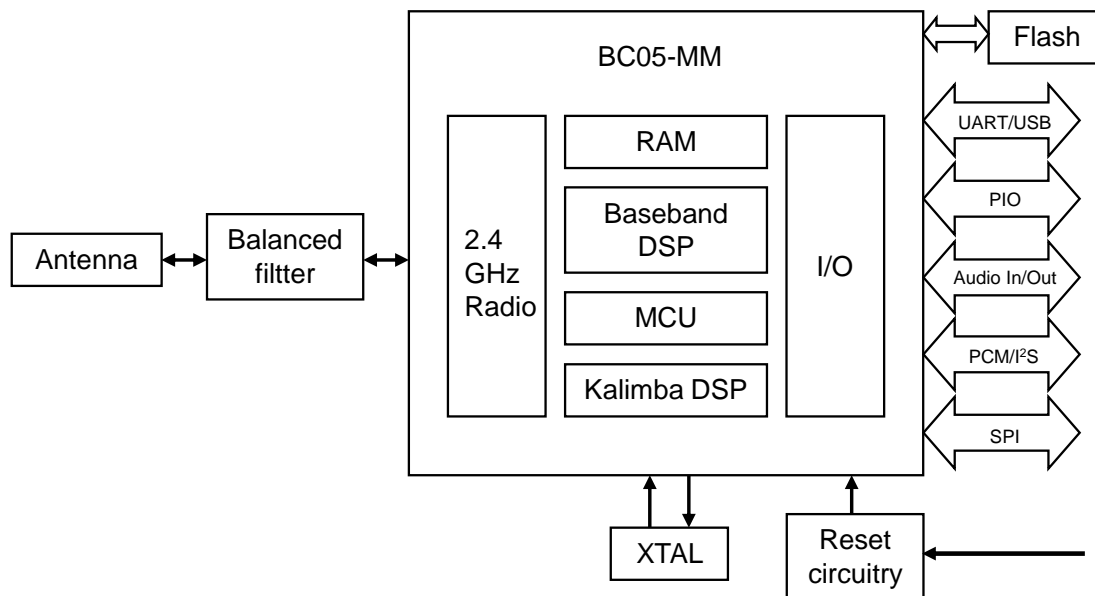 BC05-MM
Flash
UART/USB
PIO
Audio In/Out
PCM/I²S
SPI
RAM
Baseband
DSP
MCU
Kalimba DSP
2.4
GHz
Radio
I/O
Antenna
Balanced
filtter
XTAL
Reset
circuitry